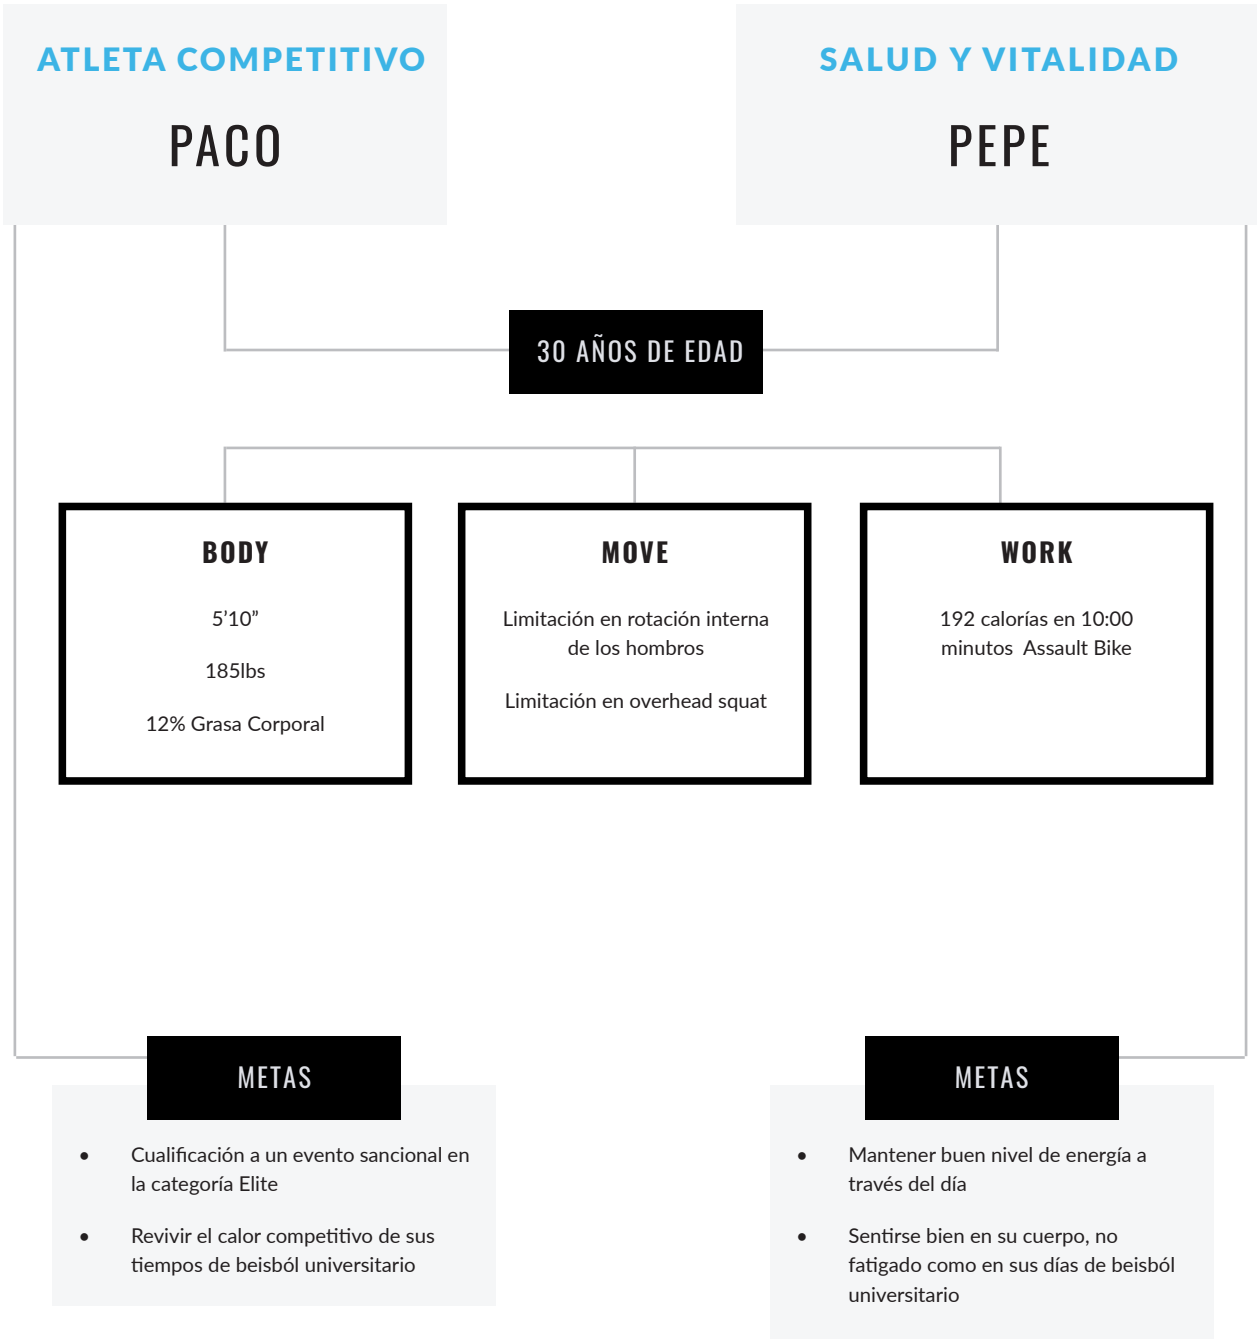 ATLETA COMPETITIVO
PACO
SALUD Y VITALIDAD
PEPE
30 AÑOS DE EDAD
BODY
5’10”
185lbs
12% Grasa Corporal
MOVE
Limitación en rotación interna
de los hombros
Limitación en overhead squat
WORK
192 calorías en 10:00
minutos  Assault Bike
METAS
• Cualificación a un evento sancional en
la categoría Elite
• Revivir el calor competitivo de sus
tiempos de beisból universitario
METAS
• Mantener buen nivel de energía a
través del día
• Sentirse bien en su cuerpo, no
fatigado como en sus días de beisból
universitario